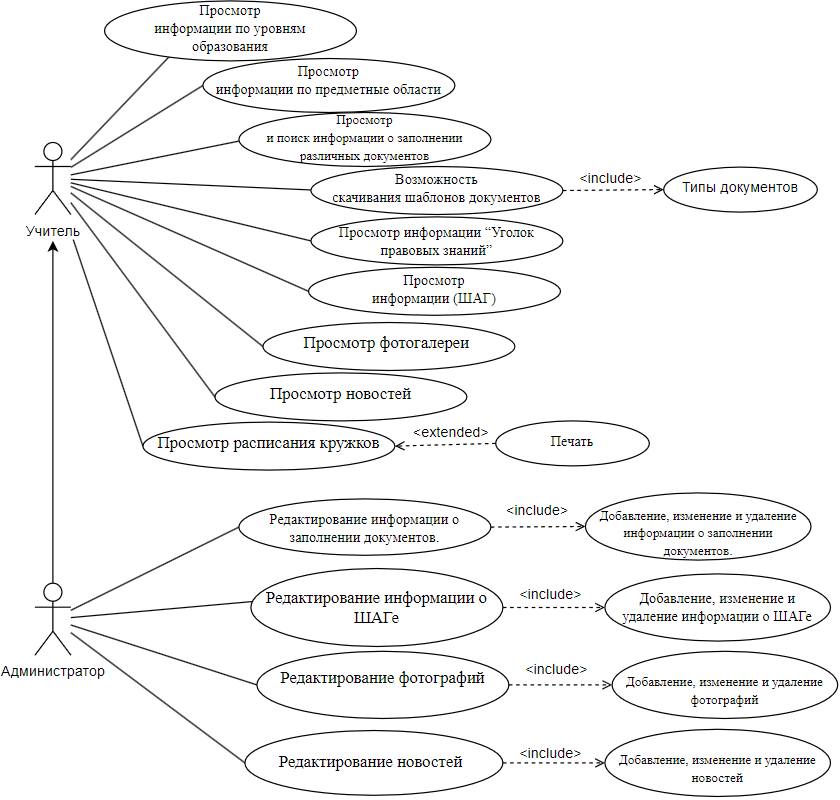 Просмотр
информации по уровням
образования
Просмотр
информации по предметные области
Просмотр
и поиск информации о заполнении
различных документов
Возможность
скачивания шаблонов документов
<include>
Типы документов
Учитель
Просмотр информации “Уголок
правовых знаний”
Просмотр
информации (ШАГ)
Просмотр фотогалереи
Просмотр новостей
Просмотр расписания кружков
<extended>
Печать
Редактирование информации о
заполнении документов.
<include>
Добавление, изменение и удаление
информации о заполнении
документов.
Редактирование информации о
ШАГе
<include>
Добавление, изменение и
удаление информации о ШАГе
Администратор
Редактирование фотографий
<include>
Добавление, изменение и удаление
фотографий
Редактирование новостей
<include>
Добавление, изменение и удаление
новостей